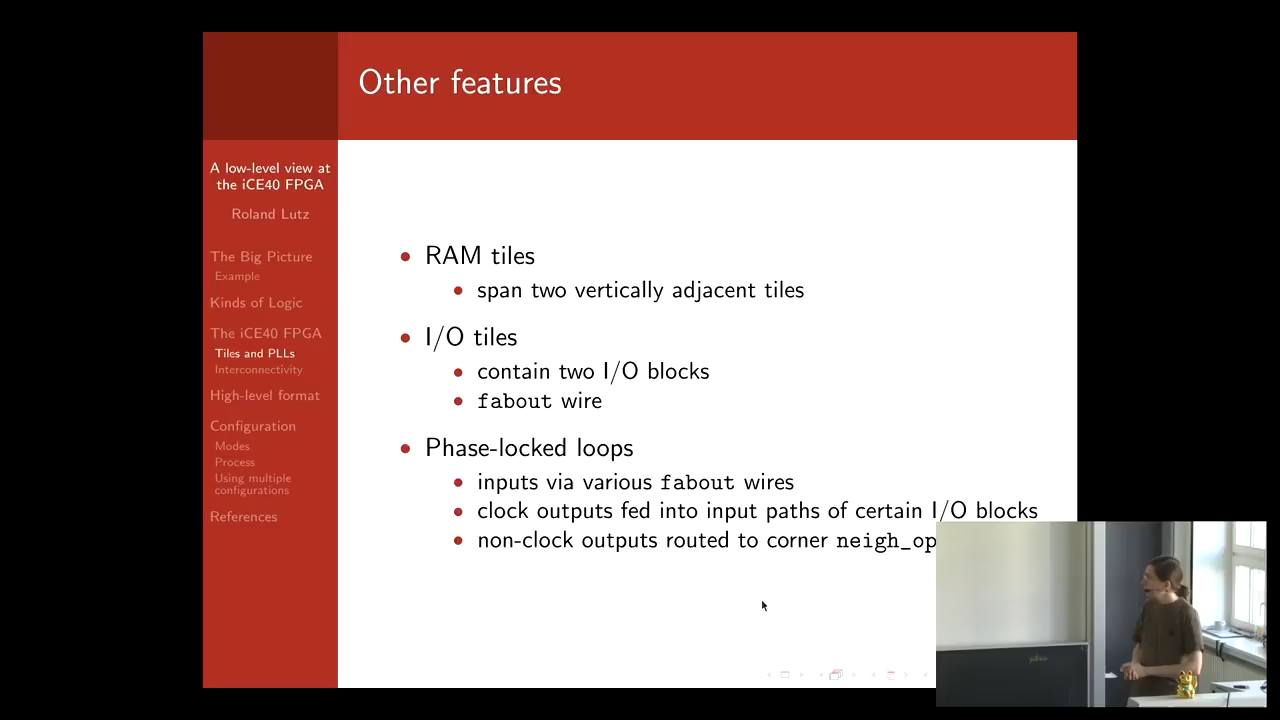 Other features
A low-level view at
the iCE40 FPGA
Roland Lutz
The Big Picture
Example
Kinds of Logic
The iCE40 FPGA
Tiles and PLLs
Interconnectivity
High-level format
Configuration
Modes
Process
Using multiple
configurations
References
• RAM tiles
• span two vertically adjacent tiles
• I/O tiles
• contain two I/O blocks
• fabout wire
• Phase-locked loops
• inputs via various fabout wires
• clock outputs fed into input paths of certain I/O blocks
• non-clock outputs routed to corner neigh_op